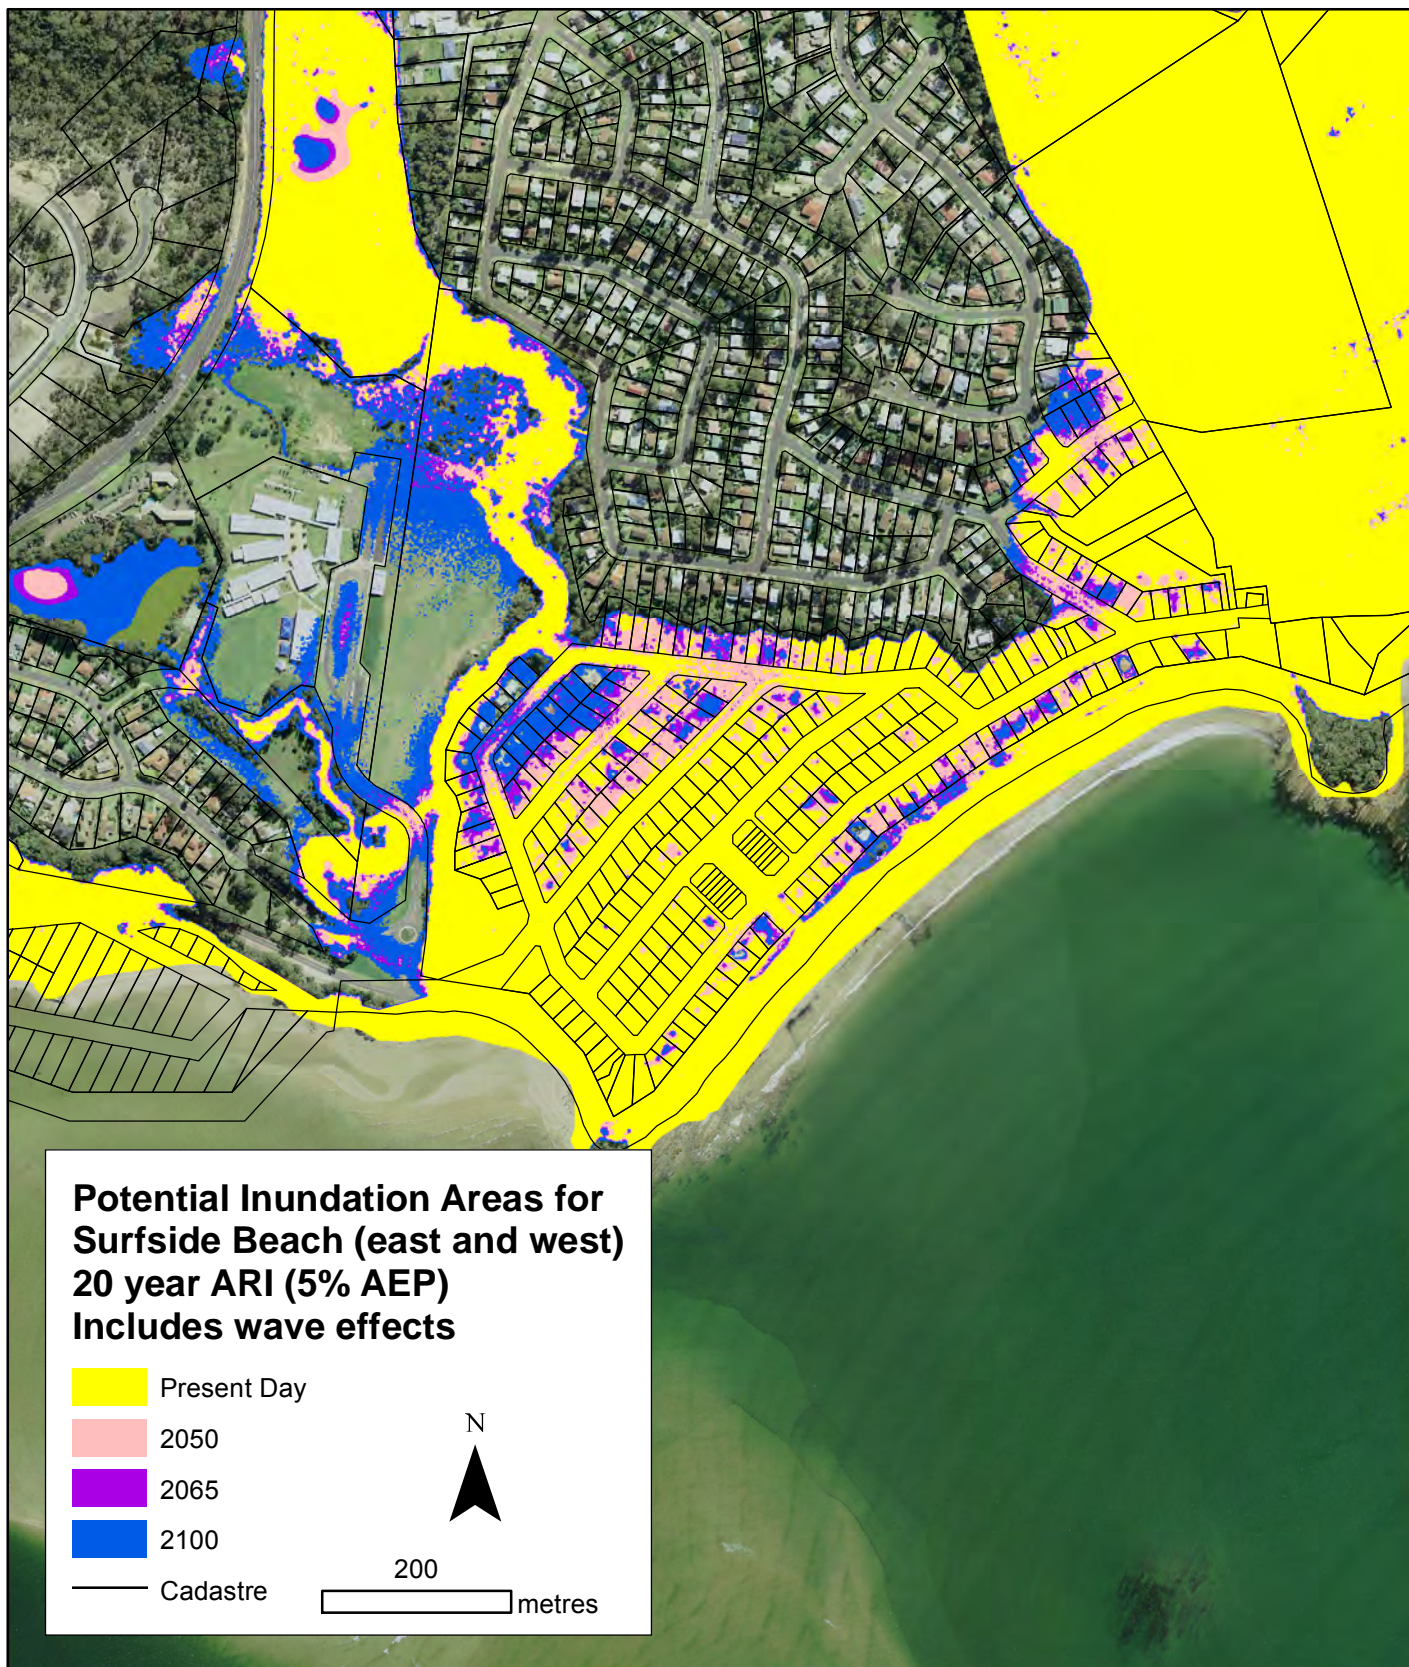 Potential Inundation Areas for
Surfside Beach (east and west)
20 year ARI (5% AEP)
Includes wave effects
Present Day
2050
2065
2100
Cadastre
N
200
metres